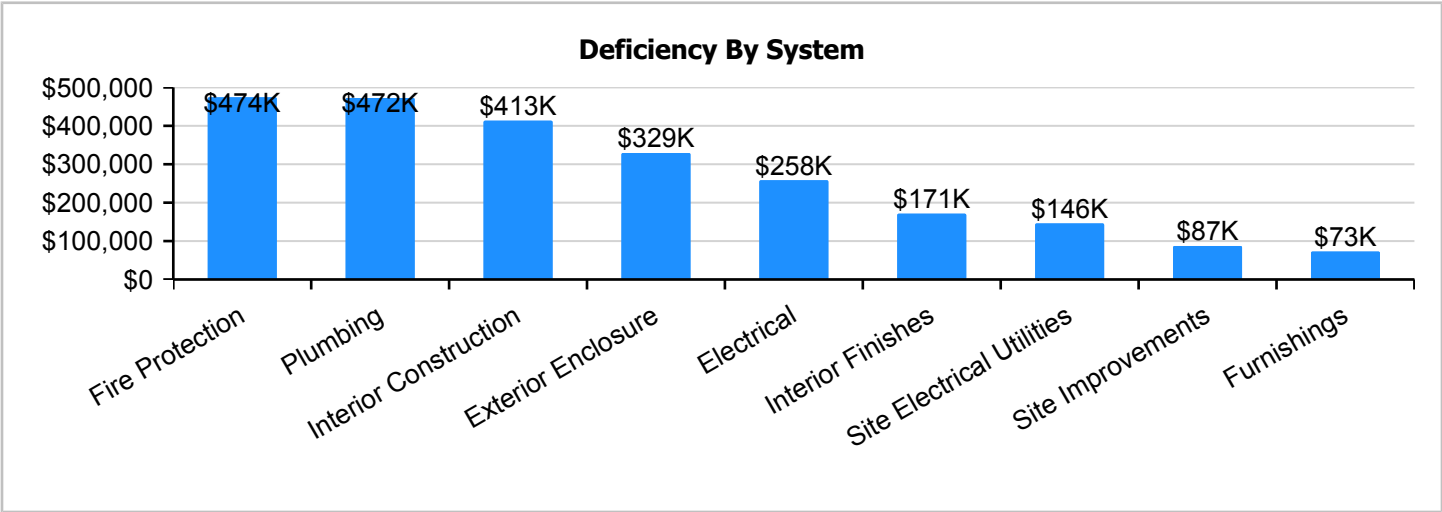 Deficiency By System
$500,000
$400,000
$300,000
$200,000
$100,000
$0
$474K
$472K
$413K
$329K
$258K
$171K
$146K
$87K
$73K
Fire Protection
Plumbing
Interior Construction
Exterior Enclosure
Electrical
Interior Finishes
Site Electrical Utilities
Site Improvements
Furnishings